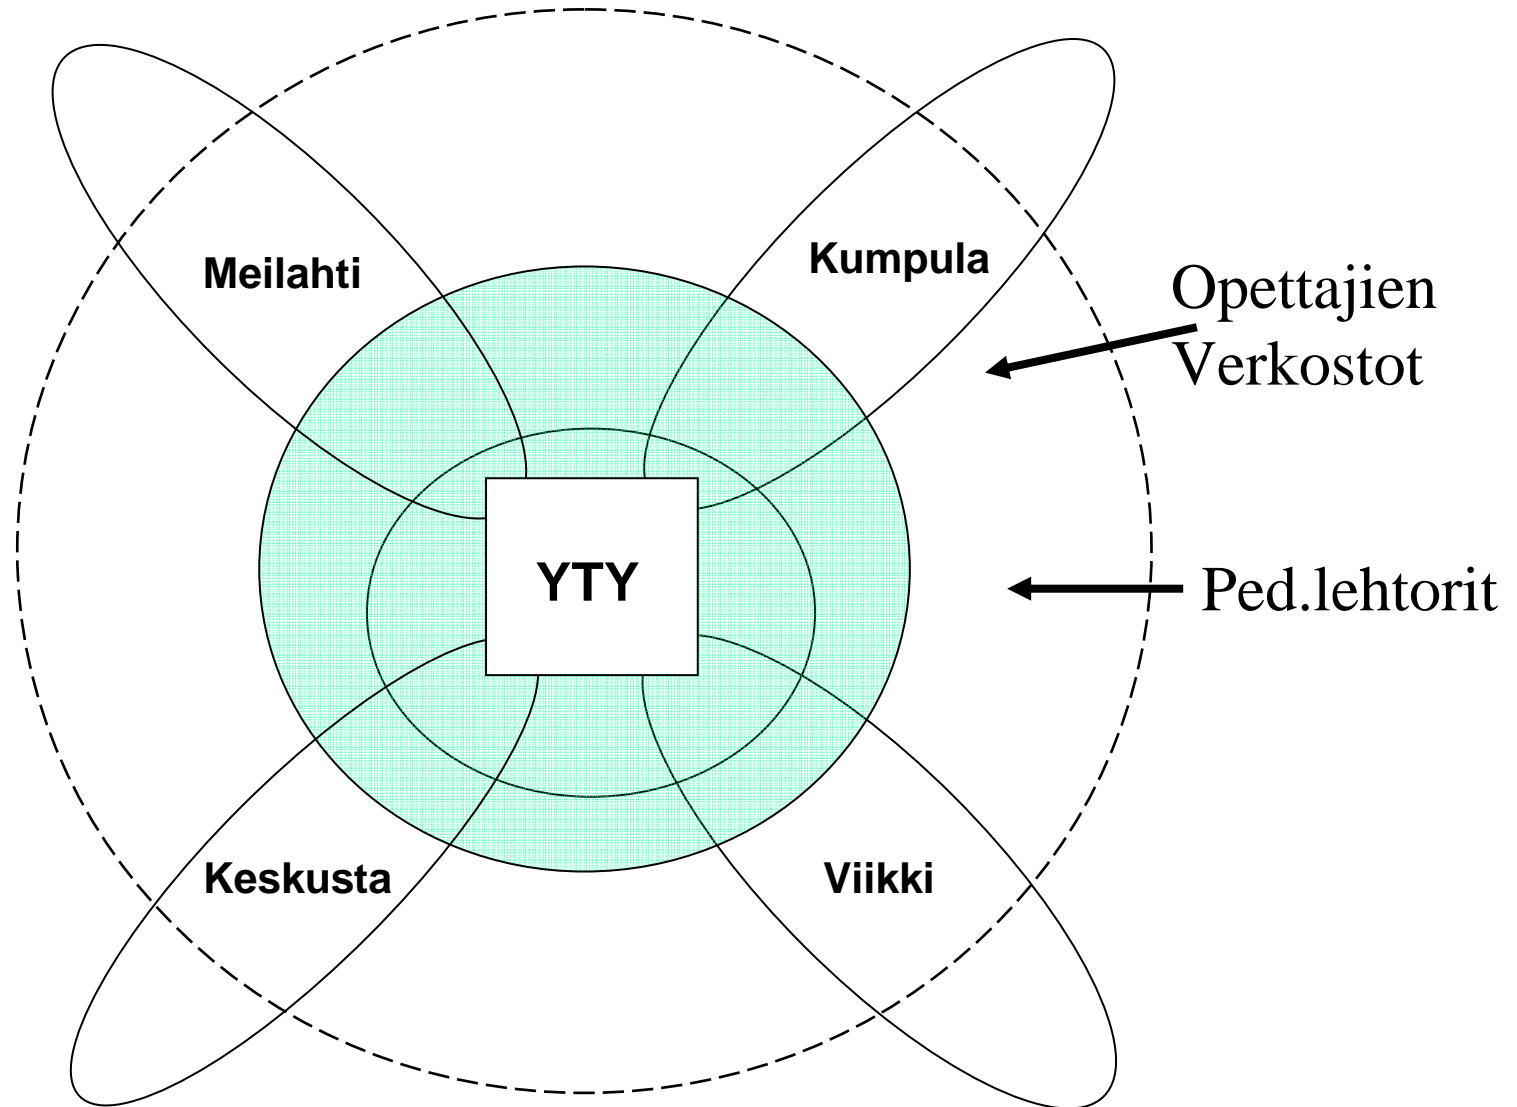 Meilahti
Kumpula
Opettajien
Verkostot
YTY
Ped.lehtorit
Keskusta
Viikki